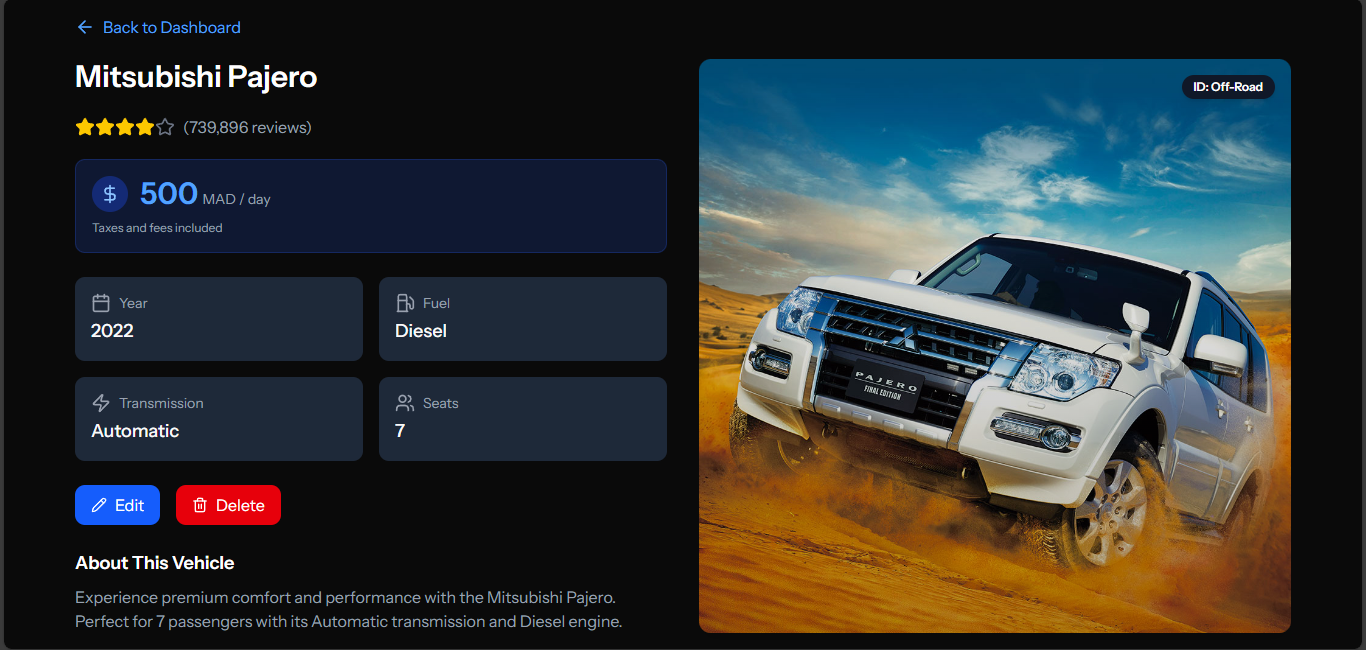 Back to Dashboard
Mitsubishi Pajero
(739,896 reviews)
$ 500 MAD / day
Taxes and fees included
Year
2022
Fuel
Diesel
Transmission
Automatic
Seats
7
Edit
Delete
About This Vehicle
Experience premium comfort and performance with the Mitsubishi Pajero.
Perfect for 7 passengers with its Automatic transmission and Diesel engine.
ID: Off-Road
PAJERO
FINAL EDITION